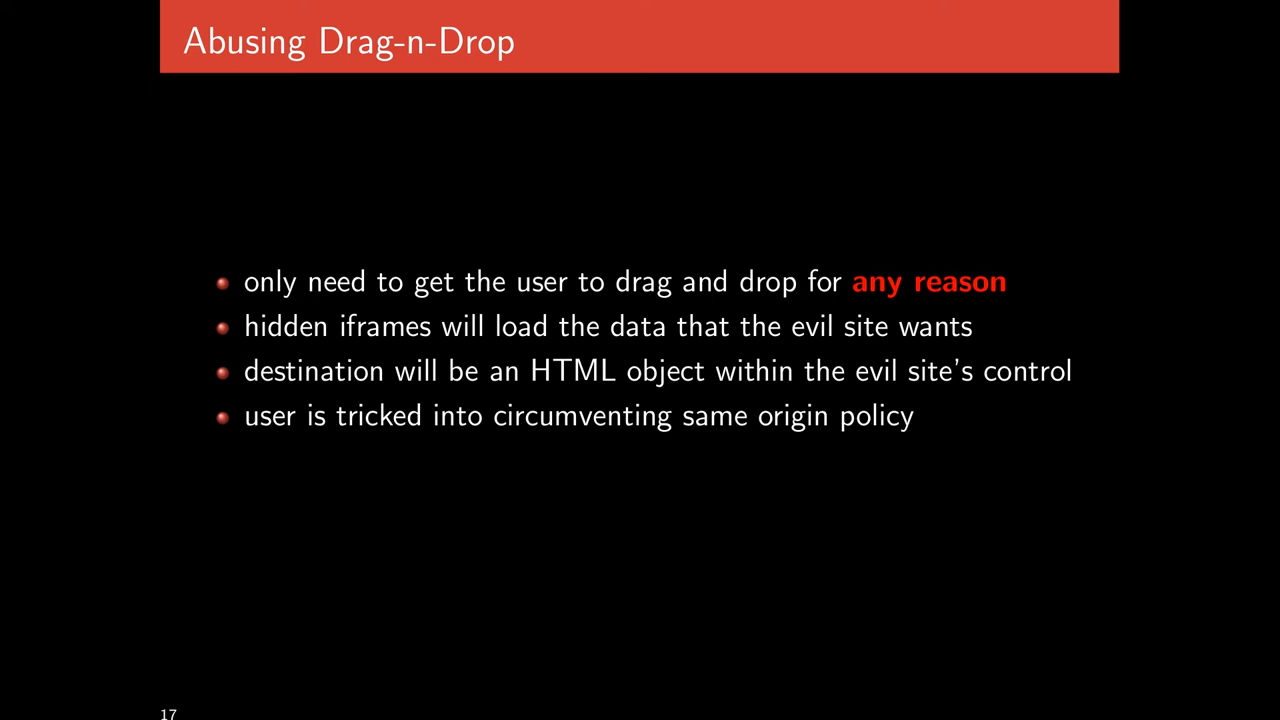 Abusing Drag-n-Drop
only need to get the user to drag and drop for any reason
hidden iframes will load the data that the evil site wants
destination will be an HTML object within the evil site's control
user is tricked into circumventing same origin policy
17